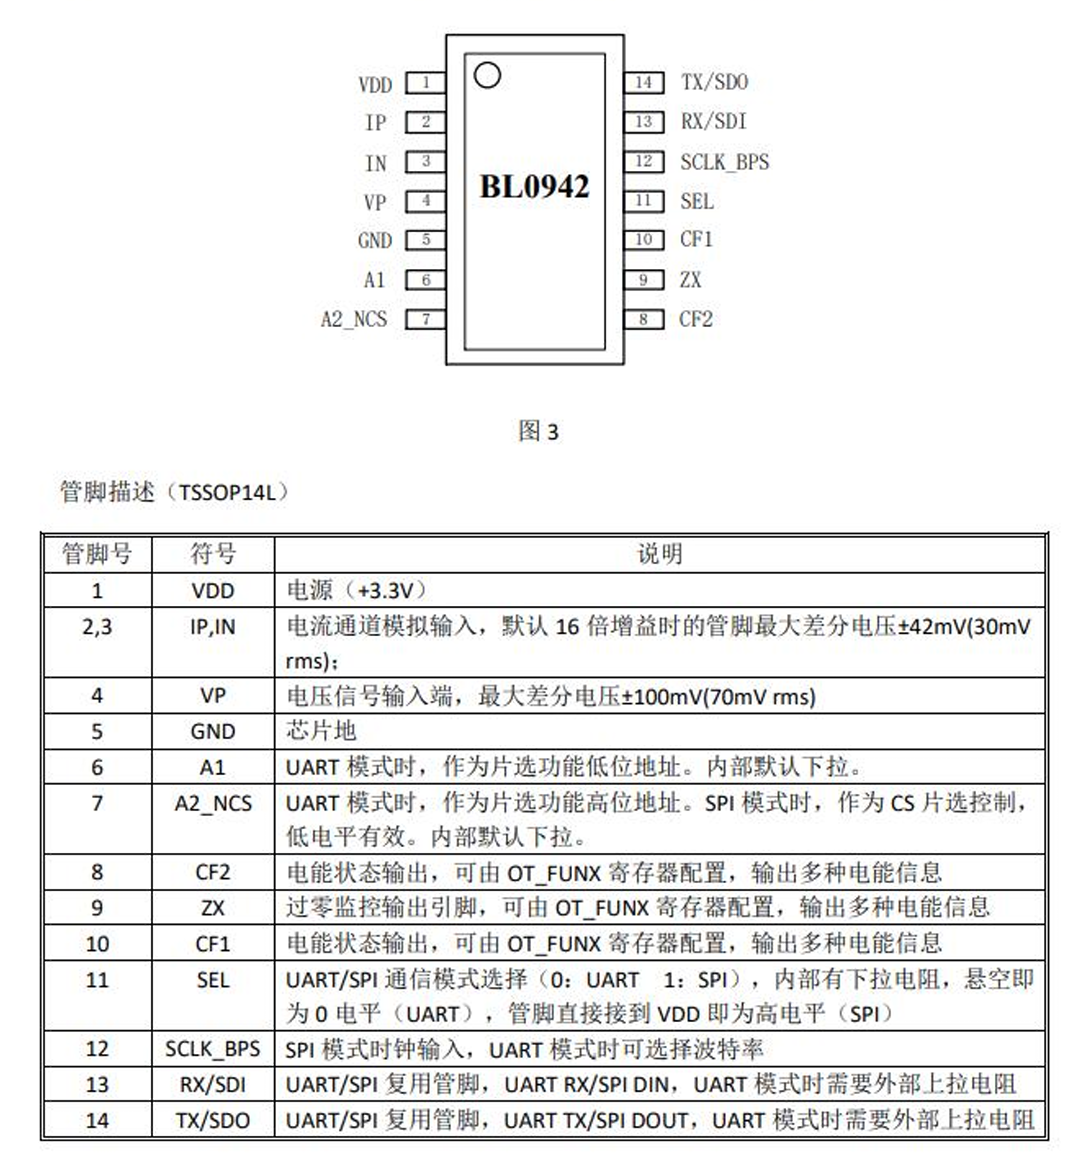 VDD 1 14 TX/SDO
IP 2 13 RX/SDI
IN 3 12 SCLK_BPS
BL0942
VP 4 11 SEL
GND 5 10 CF1
A1 6 9 ZX
A2_NCS 7 8 CF2
图 3
管脚描述（TSSOP14L）
管脚号 符号 说明
1 VDD 电源（+3.3V）
2,3 IP,IN 电流通道模拟输入，默认 16 倍增益时的管脚最大差分电压±42mV(30mV
rms)；
4 VP 电压信号输入端，最大差分电压±100mV(70mV rms)
5 GND 芯片地
6 A1 UART 模式时，作为片选功能低位地址。内部默认下拉。
7 A2_NCS UART 模式时，作为片选功能高位地址。SPI 模式时，作为 CS 片选控制，
低电平有效。内部默认下拉。
8 CF2 电能状态输出，可由 OT_FUNX 寄存器配置，输出多种电能信息
9 ZX 过零监控输出引脚，可由 OT_FUNX 寄存器配置，输出多种电能信息
10 CF1 电能状态输出，可由 OT_FUNX 寄存器配置，输出多种电能信息
11 SEL UART/SPI 通信模式选择（0：UART 1：SPI），内部有下拉电阻，悬空即
为 0 电平（UART），管脚直接接到 VDD 即为高电平（SPI）
12 SCLK_BPS SPI 模式时钟输入，UART 模式时可选择波特率
13 RX/SDI UART/SPI 复用管脚，UART RX/SPI DIN，UART 模式时需要外部上拉电阻
14 TX/SDO UART/SPI 复用管脚，UART TX/SPI DOUT，UART 模式时需要外部上拉电阻